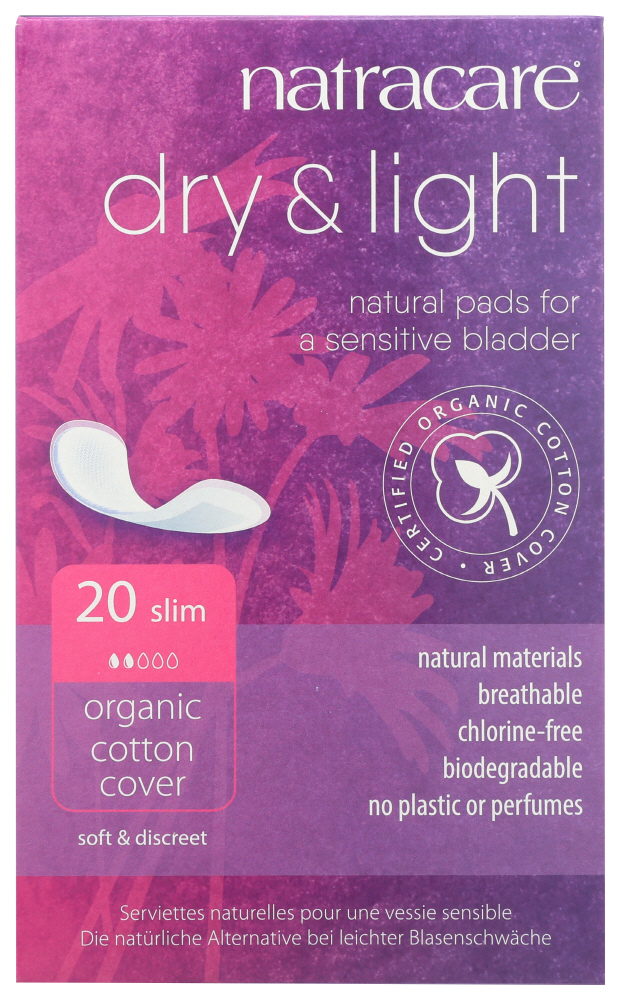 natracare
dry & light
natural pads for
a sensitive bladder
CERTIFIED ORGANIC COTTON COVER •
20 slim
organic
cotton
cover
soft & discreet
natural materials
breathable
chlorine-free
biodegradable
no plastic or perfumes
Serviettes naturelles pour une vessie sensible
Die natürliche Alternative bei leichter Blasenschwäche